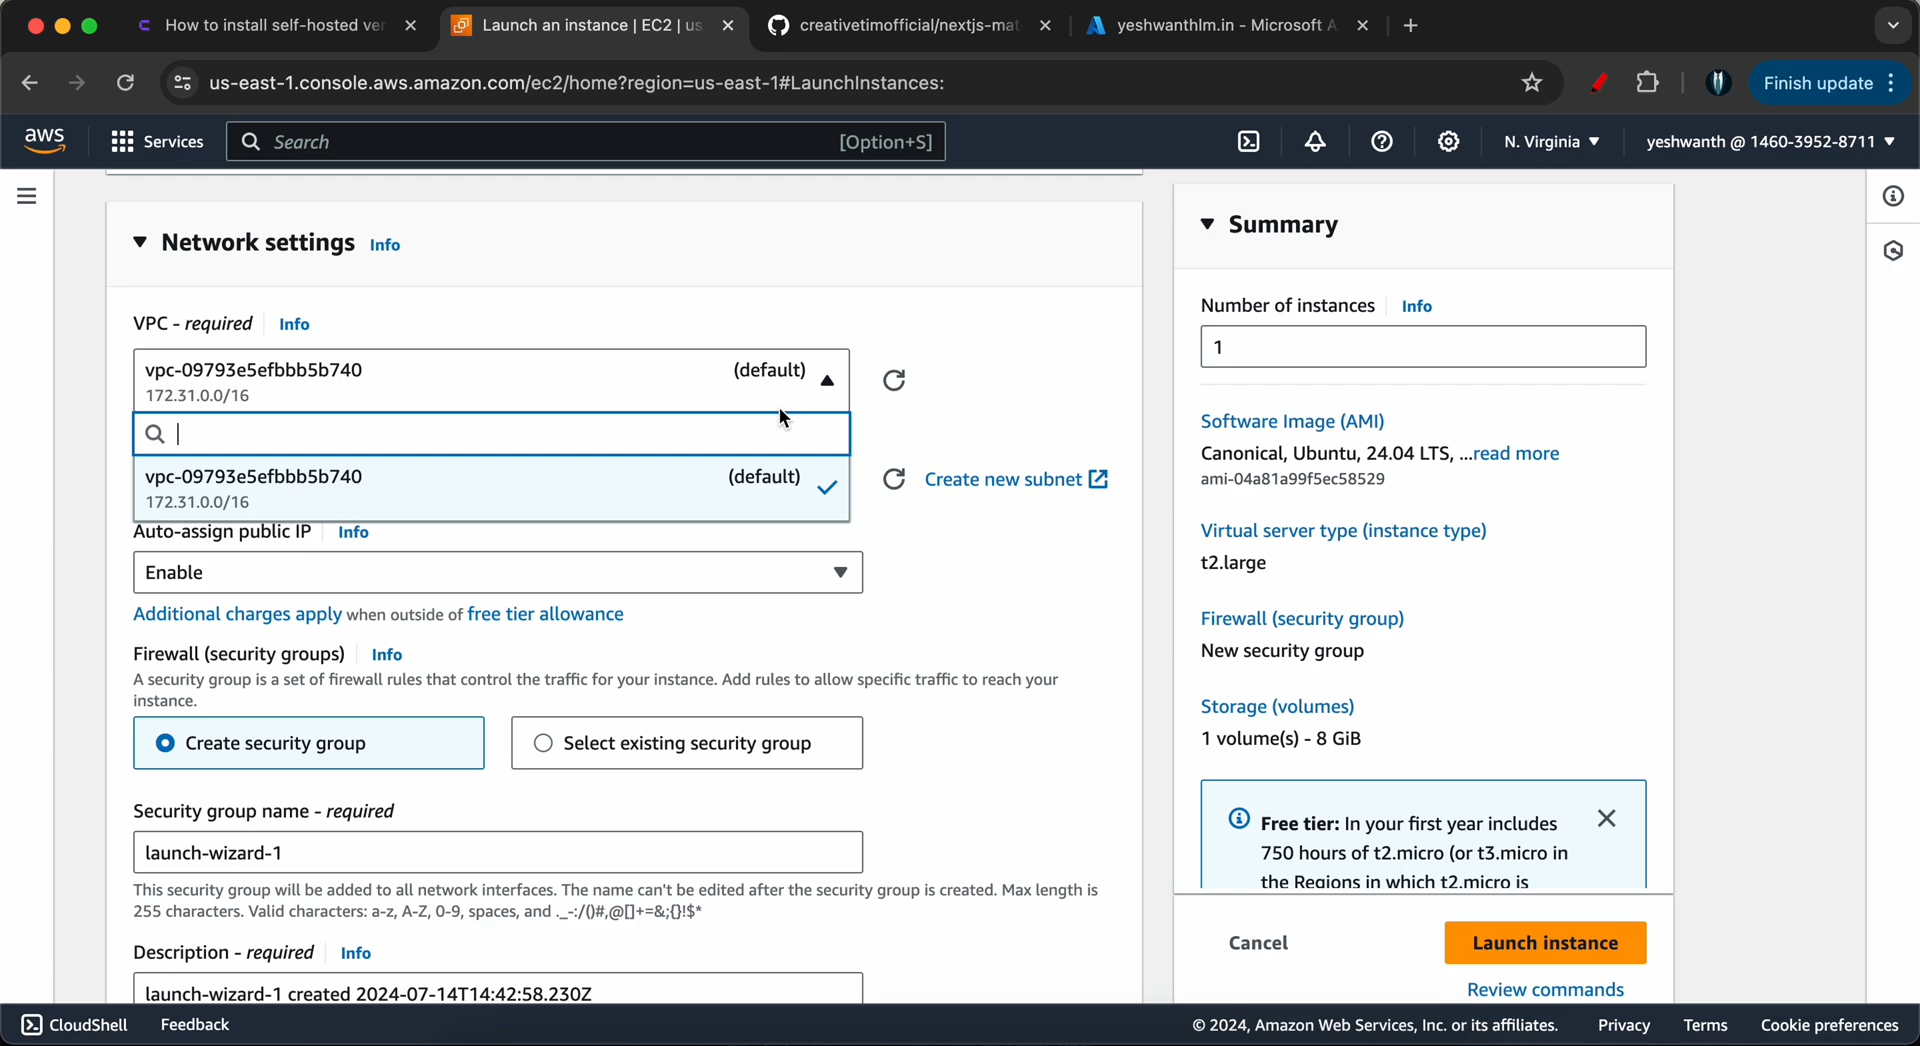 How to install self-hosted ver
Launch an instance | EC2 | us
creativetimofficial/nextjs-mat
yeshwanthlm.in - Microsoft A
us-east-1.console.aws.amazon.com/ec2/home?region=us-east-1#LaunchInstances:
Finish update
aws
Services
Search
[Option+S]
N. Virginia
yeshwanth @ 1460-3952-8711
Network settings Info
VPC - required Info
vpc-09793e5efbbb5b740 (default)
172.31.0.0/16
vpc-09793e5efbbb5b740 (default)
172.31.0.0/16
Create new subnet
Auto-assign public IP Info
Enable
Additional charges apply when outside of free tier allowance
Firewall (security groups) Info
A security group is a set of firewall rules that control the traffic for your instance. Add rules to allow specific traffic to reach your
instance.
Create security group
Select existing security group
Security group name - required
launch-wizard-1
This security group will be added to all network interfaces. The name can't be edited after the security group is created. Max length is
255 characters. Valid characters: a-z, A-Z, 0-9, spaces, and ._-:/()#,@[]+=&;{}!$*
Description - required Info
launch-wizard-1 created 2024-07-14T14:42:58.230Z
Summary
Number of instances Info
1
Software Image (AMI)
Canonical, Ubuntu, 24.04 LTS, ...read more
ami-04a81a99f5ec58529
Virtual server type (instance type)
t2.large
Firewall (security group)
New security group
Storage (volumes)
1 volume(s) - 8 GiB
Free tier: In your first year includes
750 hours of t2.micro (or t3.micro in
the Regions in which t2.micro is
Cancel
Launch instance
Review commands
CloudShell
Feedback
© 2024, Amazon Web Services, Inc. or its affiliates.
Privacy
Terms
Cookie preferences